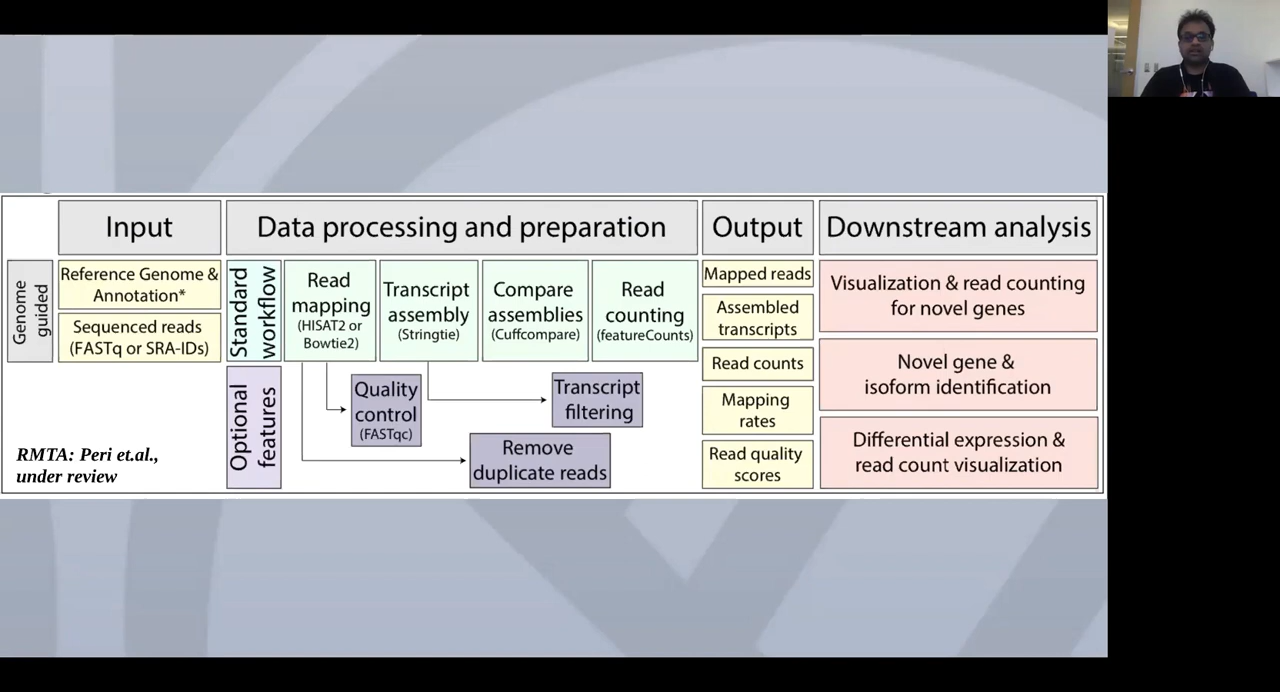 Input
Data processing and preparation
Output
Downstream analysis
Genome
guided
Reference Genome &
Annotation*
Sequenced reads
(FASTq or SRA-IDs)
Standard
workflow
Read
mapping
(HISAT2 or
Bowtie2)
Transcript
assembly
(Stringtie)
Compare
assemblies
(Cuffcompare)
Read
counting
(featureCounts)
Optional
features
Quality
control
(FASTqc)
Transcript
filtering
Remove
duplicate reads
Mapped reads
Assembled
transcripts
Read counts
Mapping
rates
Read quality
scores
Visualization & read counting
for novel genes
Novel gene &
isoform identification
Differential expression &
read count visualization
RMTA: Peri et.al.,
under review